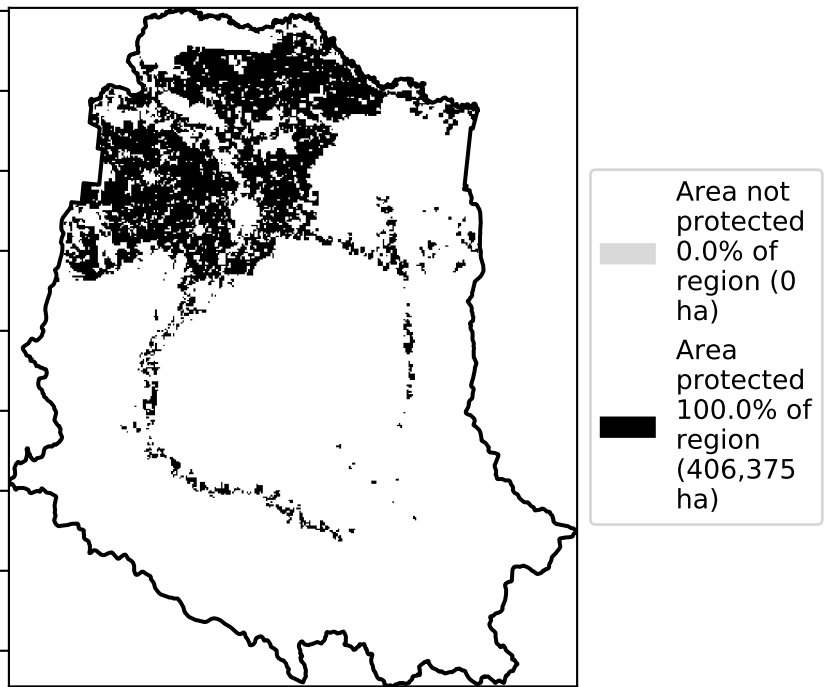 Area not
protected
0.0% of
region (0
ha)
Area
protected
100.0% of
region
(406,375
ha)